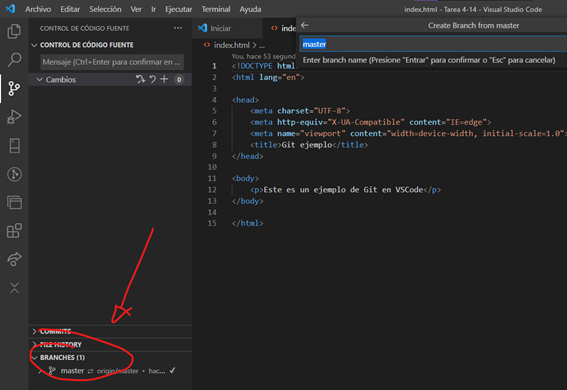 Archivo Editar Selección Ver Ir Ejecutar Terminal Ayuda index.html - Tarea 4-14 - Visual Studio Code
CONTROL DE CÓDIGO FUENTE ...
CONTROL DE CÓDIGO FUENTE
Mensaje (Ctrl+Enter para confirmar en ...
Cambios 0
COMMITS
FILE HISTORY
BRANCHES (1)
master origin/master • hac...
Iniciar
index.html > ...
You, hace 53 second
Create Branch from master
master
Enter branch name (Presione "Entrar" para confirmar o "Esc" para cancelar)
1 <!DOCTYPE html
2 <html lang="en">
3
4 <head>
5 <meta charset="UTF-8">
6 <meta http-equiv="X-UA-Compatible" content="IE=edge">
7 <meta name="viewport" content="width=device-width, initial-scale=1.0">
8 <title>Git ejemplo</title>
9 </head>
10
11 <body>
12 <p>Este es un ejemplo de Git en VSCode</p>
13 </body>
14
15 </html>